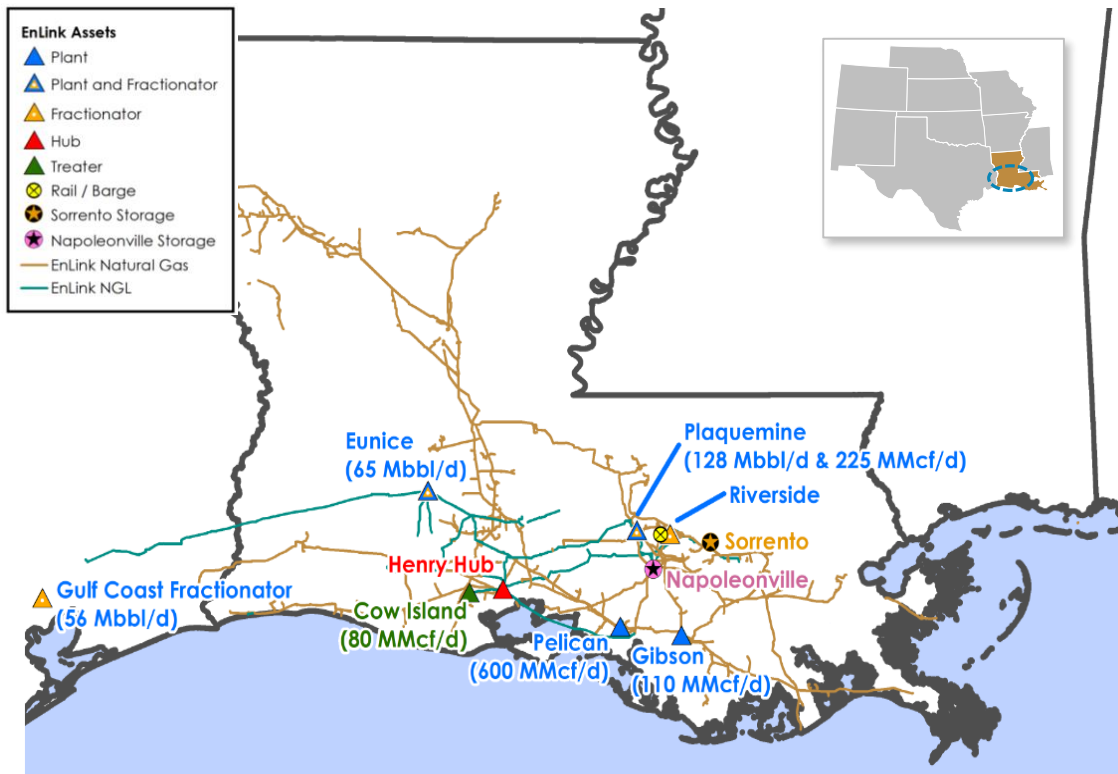 EnLink Assets
Plant
Plant and Fractionator
Fractionator
Hub
Treater
Rail / Barge
Sorrento Storage
Napoleonville Storage
EnLink Natural Gas
EnLink NGL
Eunice
(65 Mbbl/d)
Plaquemine
(128 Mbbl/d & 225 MMcf/d)
Riverside
Sorrento
Henry Hub
Napoleonville
Gulf Coast Fractionator
(56 Mbbl/d)
Cow Island
(80 MMcf/d)
Pelican
(600 MMcf/d)
Gibson
(110 MMcf/d)